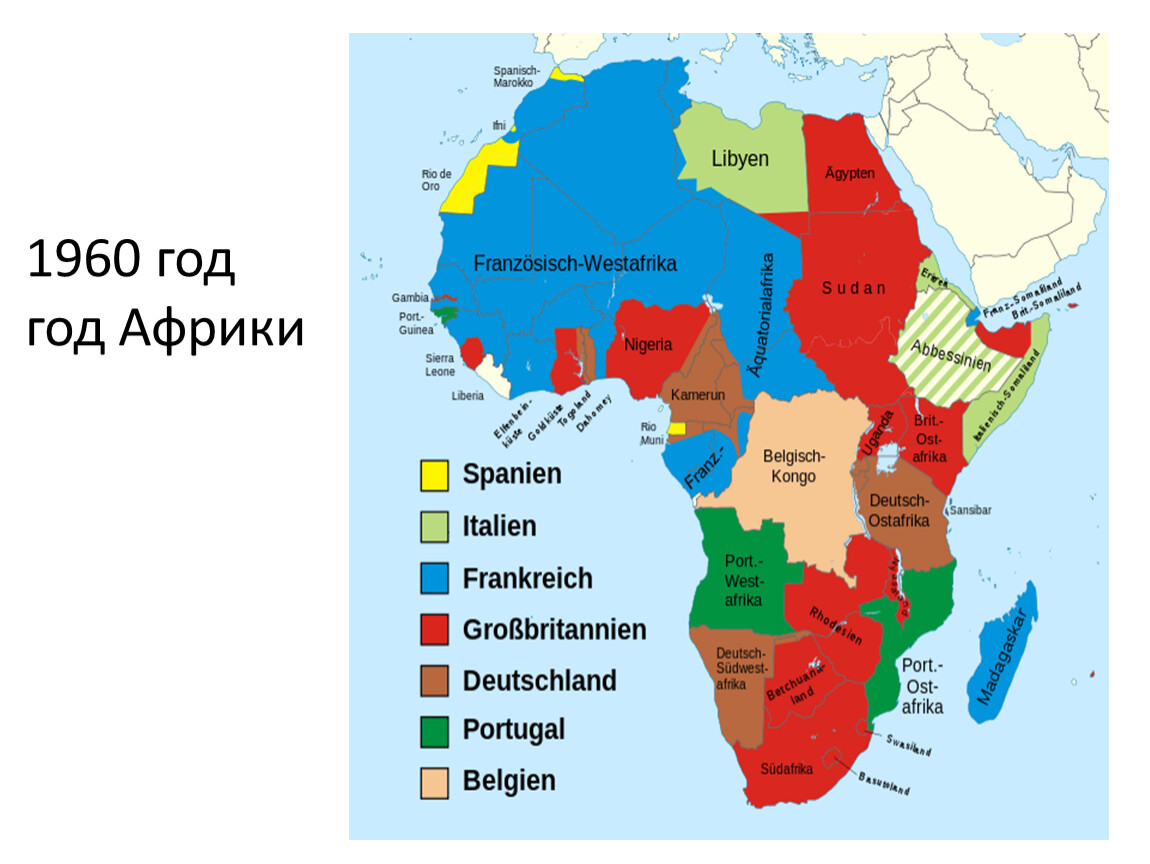 1960 год
год Африки
Spanisch-
Marokko
Ifni
Rio de
Oro
Libyen
Ägypten
Französisch-Westafrika
Äquatorialafrika
Sudan
Eritrea
Franz.-Somaliland
Brit.-Somaliland
Abbessinien
Italienisch-Somaliland
Gambia
Port.-
Guinea
Sierra
Leone
Liberia
Elfenbein-
küste
Goldküste
Togoland
Dahomey
Nigeria
Kamerun
Rio
Muni
Franz.-
Belgisch-
Kongo
Uganda
Brit.-
Ost-
afrika
Deutsch-
Ostafrika
Sansibar
Port.-
West-
afrika
Rhodesien
Deutsch-
Südwest-
afrika
Betchuana-
land
Port.-
Ost-
afrika
Madagaskar
Südafrika
Swasiland
Basutoland
Spanien
Italien
Frankreich
Großbritannien
Deutschland
Portugal
Belgien